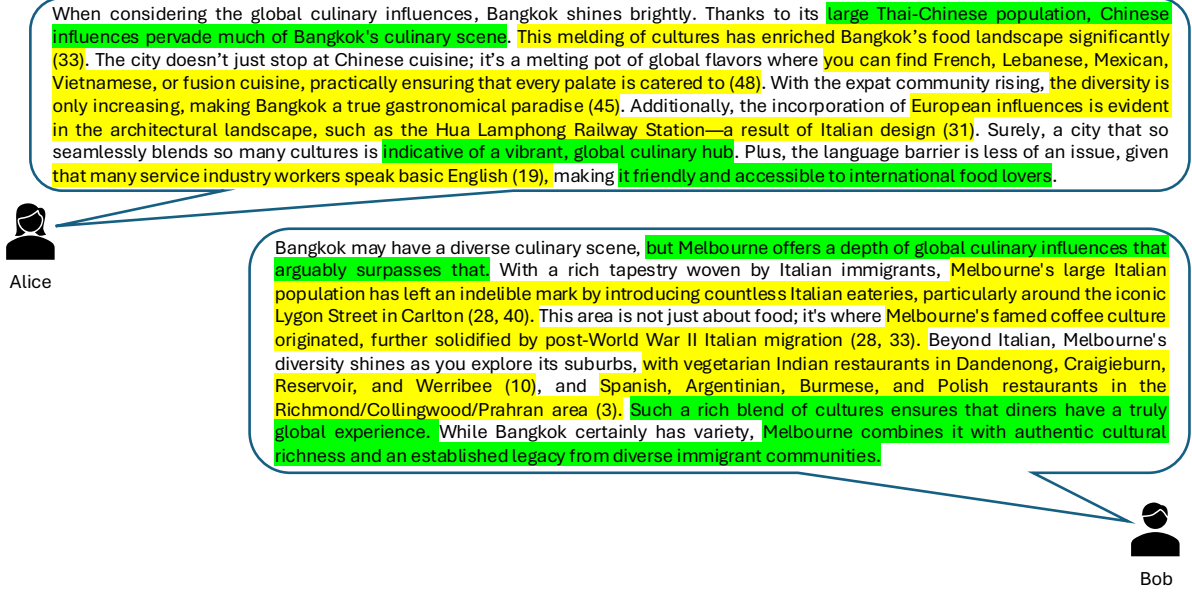 When considering the global culinary influences, Bangkok shines brightly. Thanks to its large Thai-Chinese population, Chinese
influences pervade much of Bangkok's culinary scene. This melding of cultures has enriched Bangkok’s food landscape significantly
(33). The city doesn’t just stop at Chinese cuisine; it’s a melting pot of global flavors where you can find French, Lebanese, Mexican,
Vietnamese, or fusion cuisine, practically ensuring that every palate is catered to (48). With the expat community rising, the diversity is
only increasing, making Bangkok a true gastronomical paradise (45). Additionally, the incorporation of European influences is evident
in the architectural landscape, such as the Hua Lamphong Railway Station—a result of Italian design (31). Surely, a city that so
seamlessly blends so many cultures is indicative of a vibrant, global culinary hub. Plus, the language barrier is less of an issue, given
that many service industry workers speak basic English (19), making it friendly and accessible to international food lovers.
Alice
Bangkok may have a diverse culinary scene, but Melbourne offers a depth of global culinary influences that
arguably surpasses that. With a rich tapestry woven by Italian immigrants, Melbourne's large Italian
population has left an indelible mark by introducing countless Italian eateries, particularly around the iconic
Lygon Street in Carlton (28, 40). This area is not just about food; it's where Melbourne's famed coffee culture
originated, further solidified by post-World War II Italian migration (28, 33). Beyond Italian, Melbourne's
diversity shines as you explore its suburbs, with vegetarian Indian restaurants in Dandenong, Craigieburn,
Reservoir, and Werribee (10), and Spanish, Argentinian, Burmese, and Polish restaurants in the
Richmond/Collingwood/Prahran area (3). Such a rich blend of cultures ensures that diners have a truly
global experience. While Bangkok certainly has variety, Melbourne combines it with authentic cultural
richness and an established legacy from diverse immigrant communities.
Bob